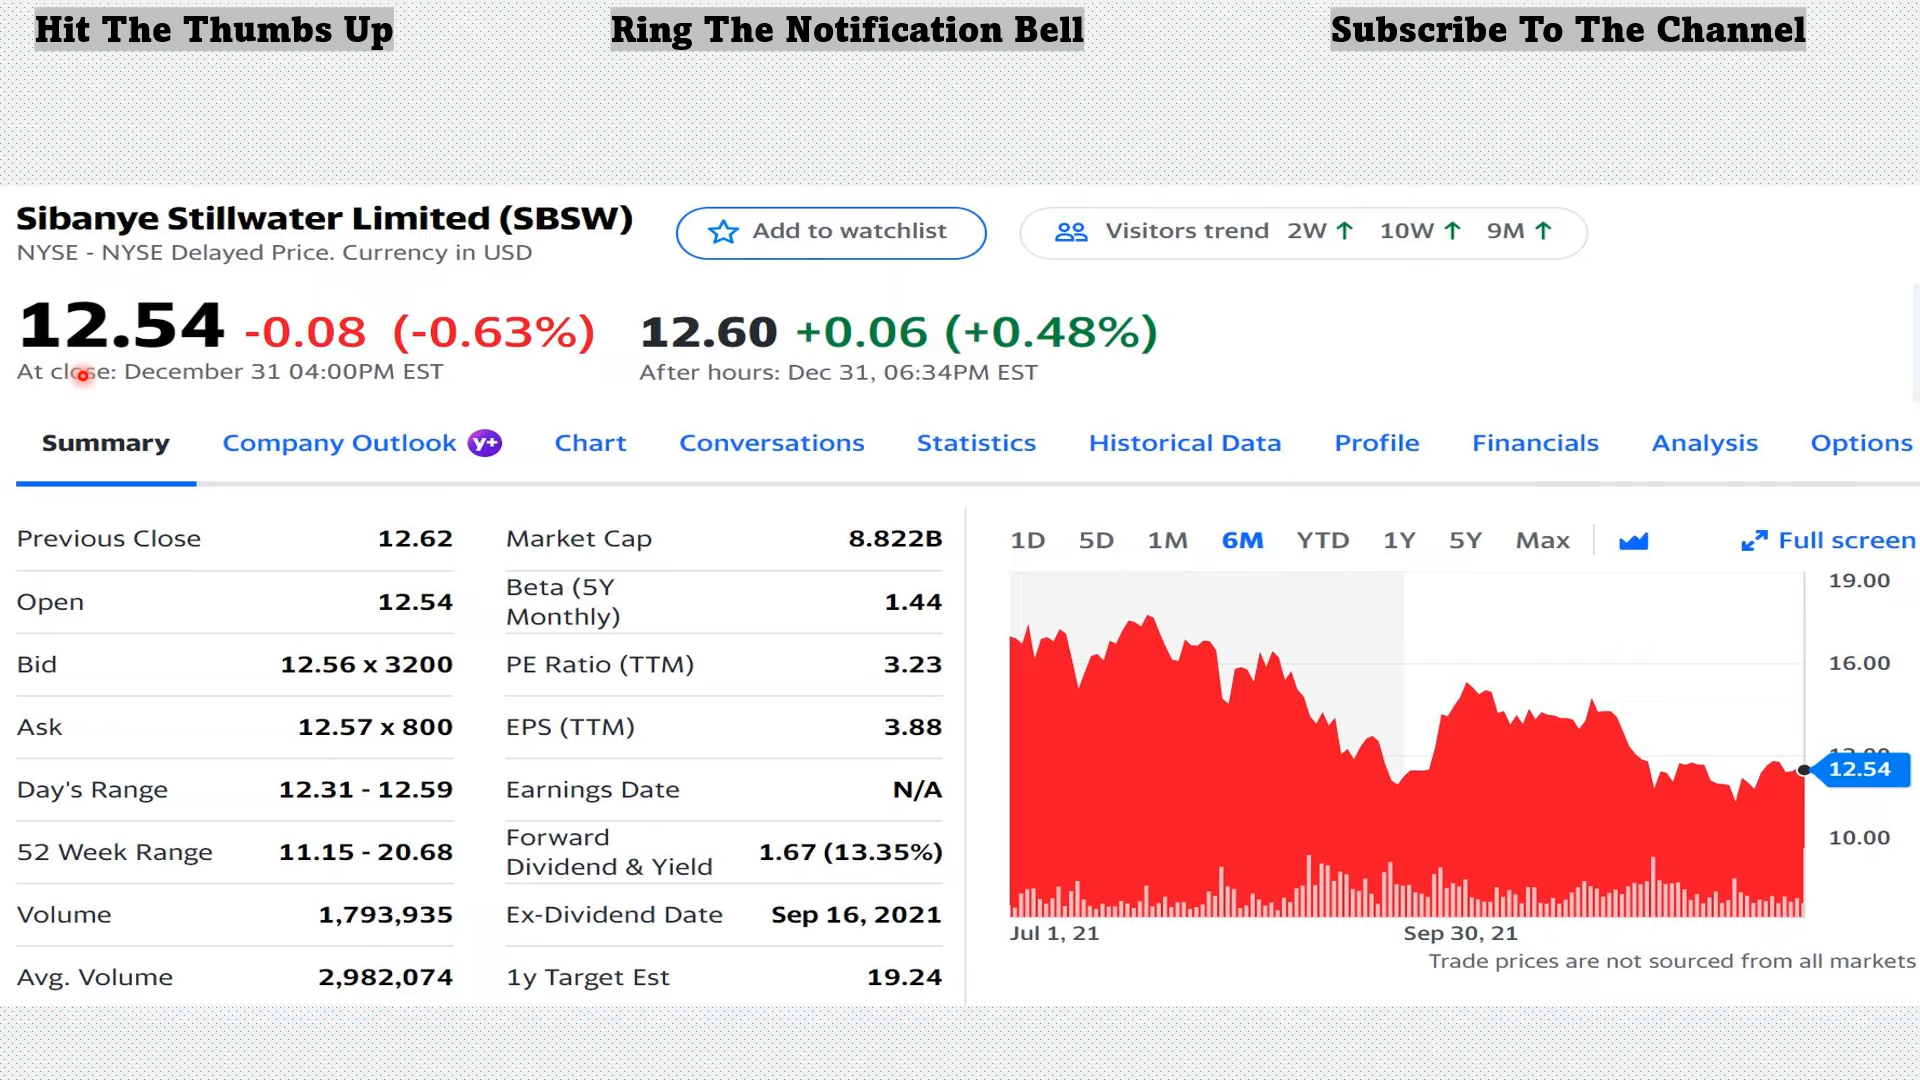 Hit The Thumbs Up
Ring The Notification Bell
Subscribe To The Channel
Sibanye Stillwater Limited (SBSW)
NYSE - NYSE Delayed Price. Currency in USD
Add to watchlist
Visitors trend 2W ↑ 10W ↑ 9M ↑
12.54 -0.08 (-0.63%)
At close: December 31 04:00PM EST
12.60 +0.06 (+0.48%)
After hours: Dec 31, 06:34PM EST
Summary Company Outlook y+ Chart Conversations Statistics Historical Data Profile Financials Analysis Options
Previous Close 12.62
Open 12.54
Bid 12.56 x 3200
Ask 12.57 x 800
Day's Range 12.31 - 12.59
52 Week Range 11.15 - 20.68
Volume 1,793,935
Avg. Volume 2,982,074
Market Cap 8.822B
Beta (5Y
Monthly) 1.44
PE Ratio (TTM) 3.23
EPS (TTM) 3.88
Earnings Date N/A
Forward
Dividend & Yield 1.67 (13.35%)
Ex-Dividend Date Sep 16, 2021
1y Target Est 19.24
1D 5D 1M 6M YTD 1Y 5Y Max Full screen
19.00
16.00
13.00
12.54
10.00
Jul 1, 21 Sep 30, 21
Trade prices are not sourced from all markets